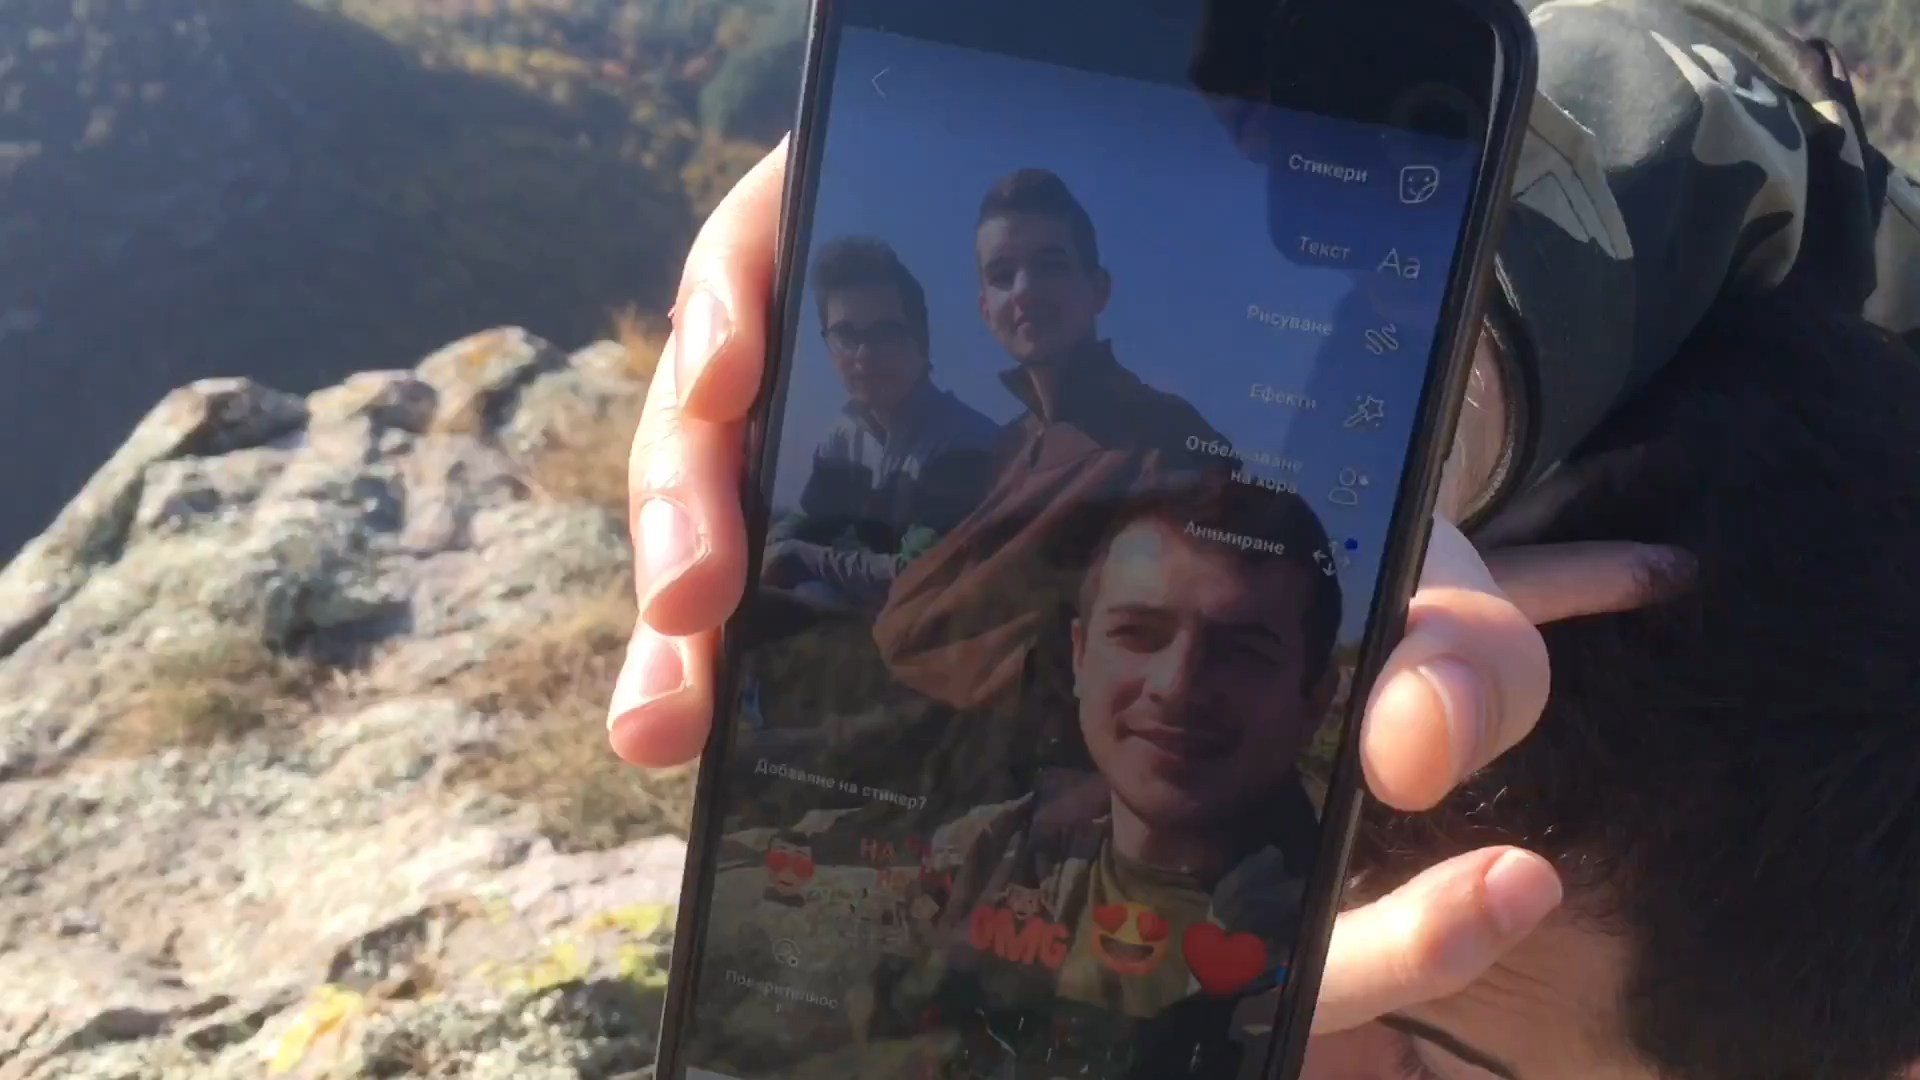 Стикери
Текст
Aa
Рисуване
Ефекти
Отбелязване
на хора
Анимиране
Добавяне на стикер?
OMG